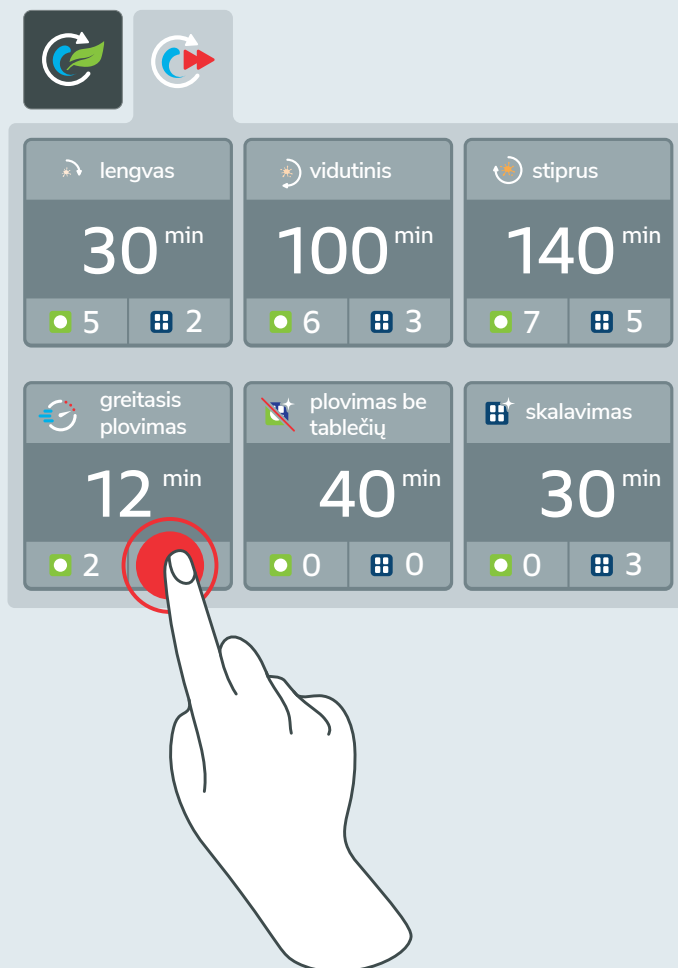 lengvas
30 min
5 2
vidutinis
100 min
6 3
stiprus
140 min
7 5
greitasis
plovimas
12 min
2
plovimas be
tablečių
40 min
0 0
skalavimas
30 min
0 3